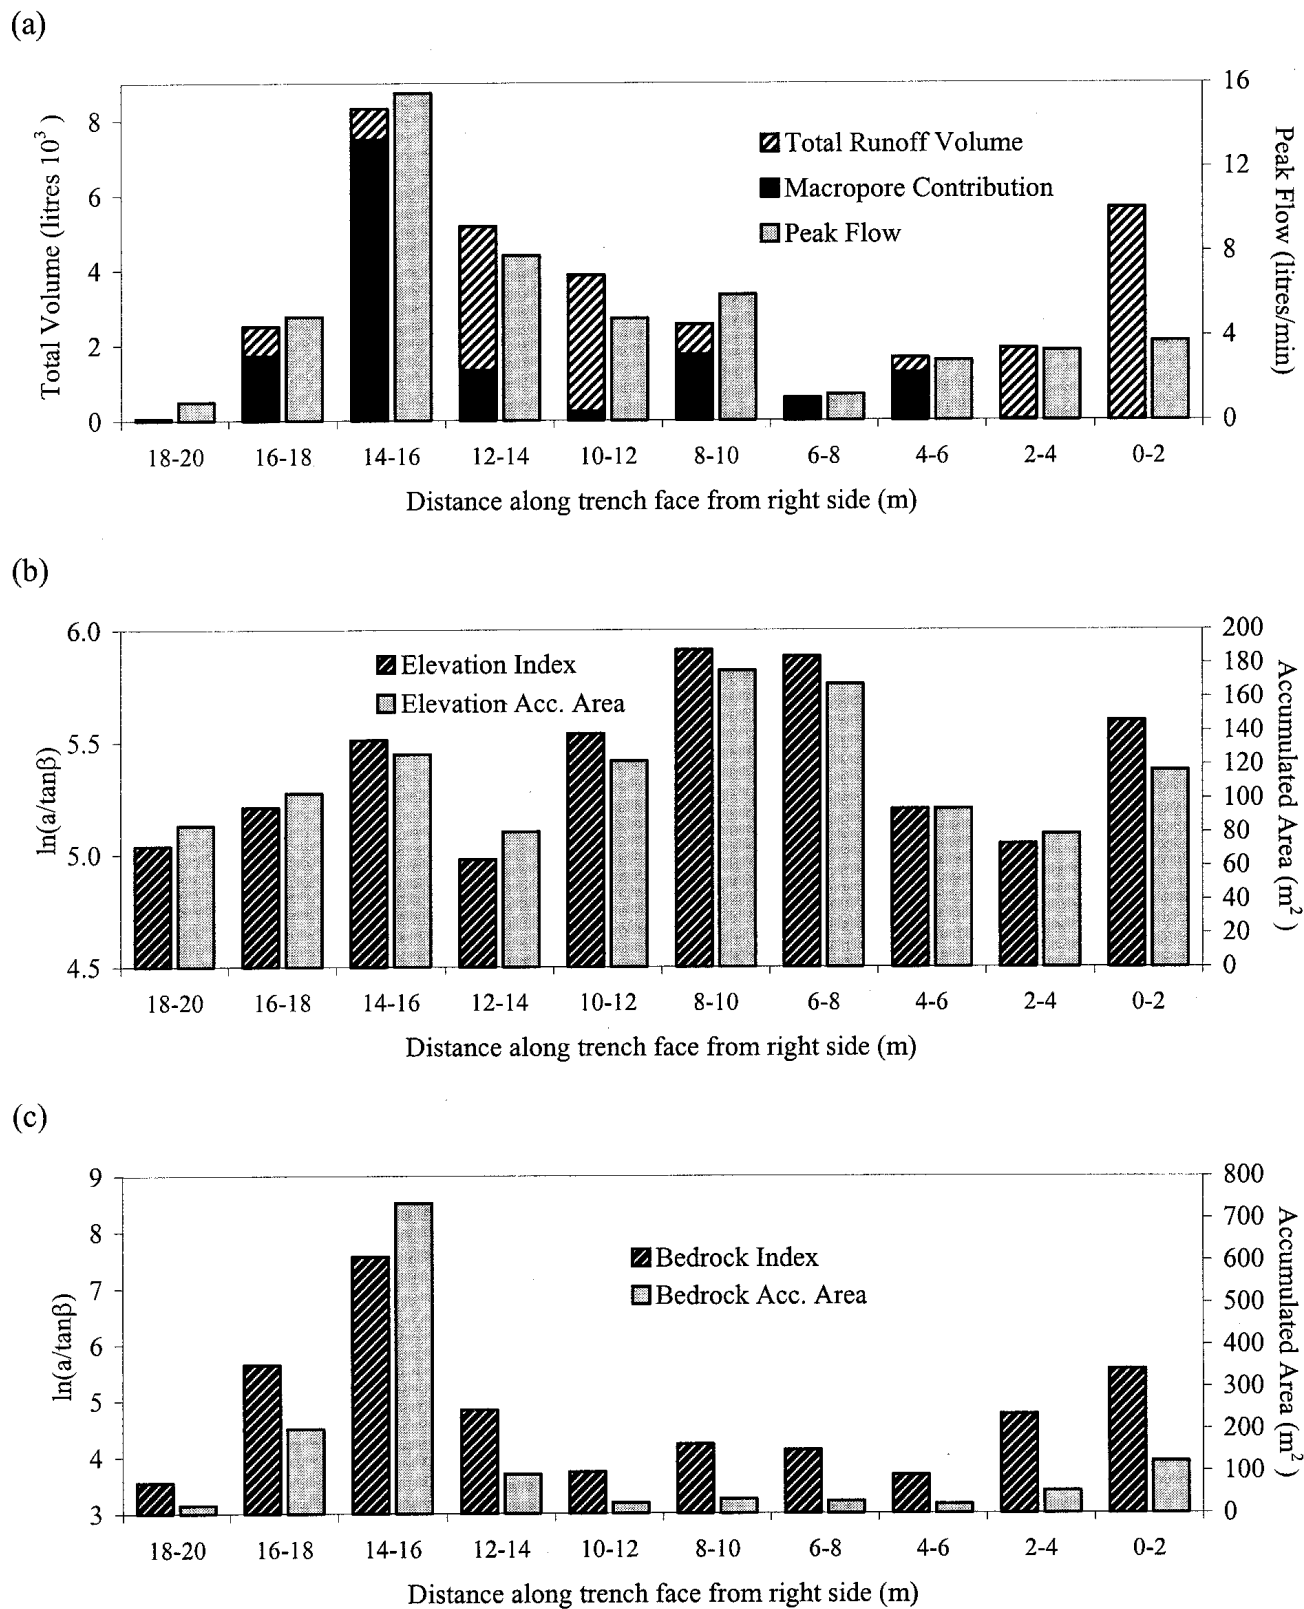 (a)
Total Volume (litres 10³ )
8
6
4
2
0
16
12
8
4
0
Peak Flow (litres/min)
Total Runoff Volume
Macropore Contribution
Peak Flow
18-20 16-18 14-16 12-14 10-12 8-10 6-8 4-6 2-4 0-2
Distance along trench face from right side (m)
(b)
ln(a/tanβ)
6.0
5.5
5.0
4.5
200
180
160
140
120
100
80
60
40
20
0
Accumulated Area (m² )
Elevation Index
Elevation Acc. Area
18-20 16-18 14-16 12-14 10-12 8-10 6-8 4-6 2-4 0-2
Distance along trench face from right side (m)
(c)
ln(a/tanβ)
9
8
7
6
5
4
3
800
700
600
500
400
300
200
100
0
Accumulated Area (m² )
Bedrock Index
Bedrock Acc. Area
18-20 16-18 14-16 12-14 10-12 8-10 6-8 4-6 2-4 0-2
Distance along trench face from right side (m)